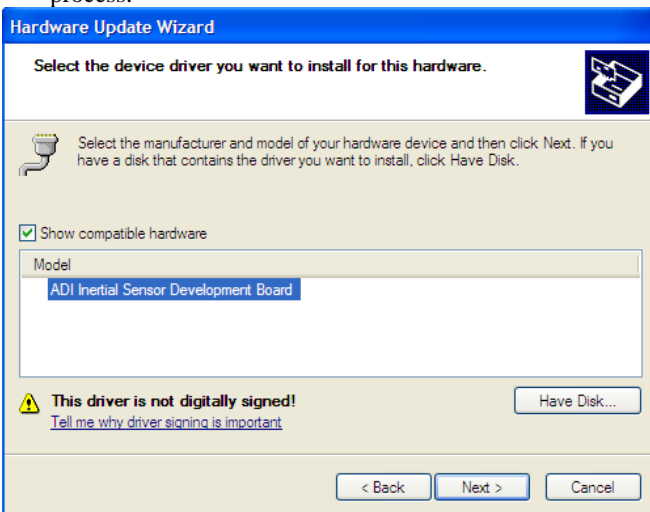 process.
Hardware Update Wizard
Select the device driver you want to install for this hardware.
Select the manufacturer and model of your hardware device and then click Next. If you
have a disk that contains the driver you want to install, click Have Disk.
Show compatible hardware
Model
ADI Inertial Sensor Development Board
This driver is not digitally signed!
Have Disk...
Tell me why driver signing is important
< Back
Next >
Cancel